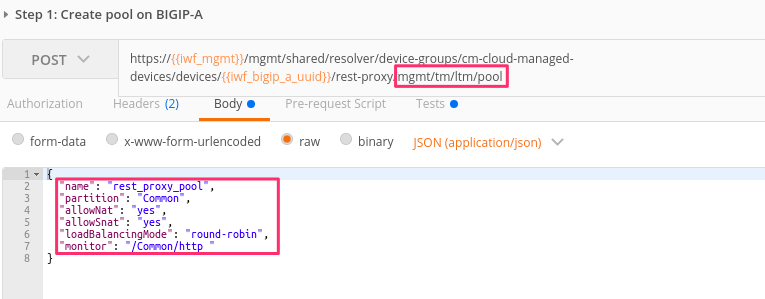 Step 1: Create pool on BIGIP-A
POST
https://{{iwf_mgmt}}/mgmt/shared/resolver/device-groups/cm-cloud-managed-
devices/devices/{{iwf_bigip_a_uuid}}/rest-proxy/mgmt/tm/ltm/pool
Authorization Headers (2) Body Pre-request Script Tests
form-data x-www-form-urlencoded raw binary JSON (application/json)
1 {
2 "name": "rest_proxy_pool",
3 "partition": "Common",
4 "allowNat": "yes",
5 "allowSnat": "yes",
6 "loadBalancingMode": "round-robin",
7 "monitor": "/Common/http "
8 }